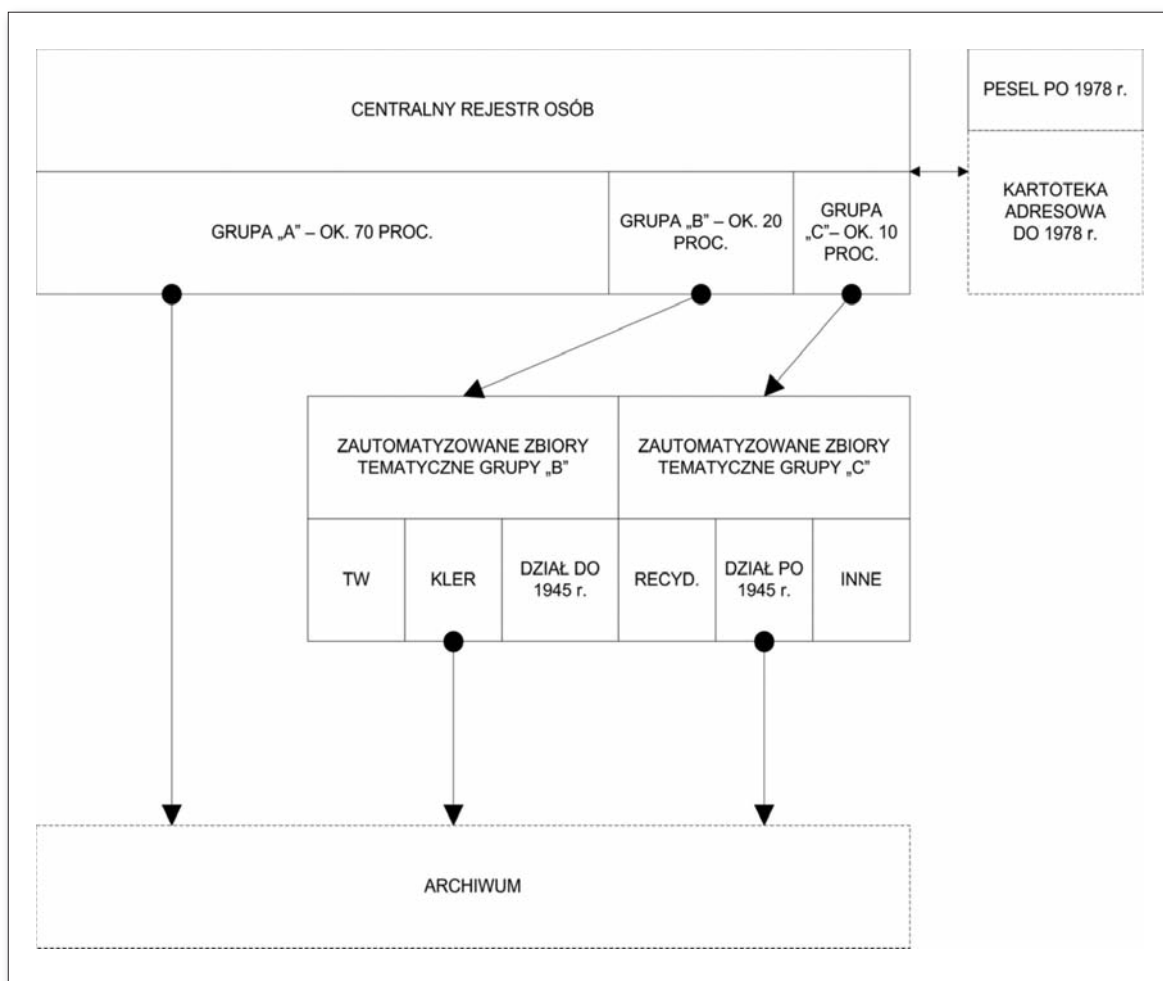 CENTRALNY REJESTR OSÓB
PESEL PO 1978 r.
KARTOTEKA
ADRESOWA
DO 1978 r.
GRUPA „A” – OK. 70 PROC.
GRUPA „B” – OK. 20
PROC.
GRUPA
„C”– OK. 10
PROC.
ZAUTOMATYZOWANE ZBIORY
TEMATYCZNE GRUPY „B”
ZAUTOMATYZOWANE ZBIORY
TEMATYCZNE GRUPY „C”
TW
KLER
DZIAŁ DO
1945 r.
RECYD.
DZIAŁ PO
1945 r.
INNE
ARCHIWUM